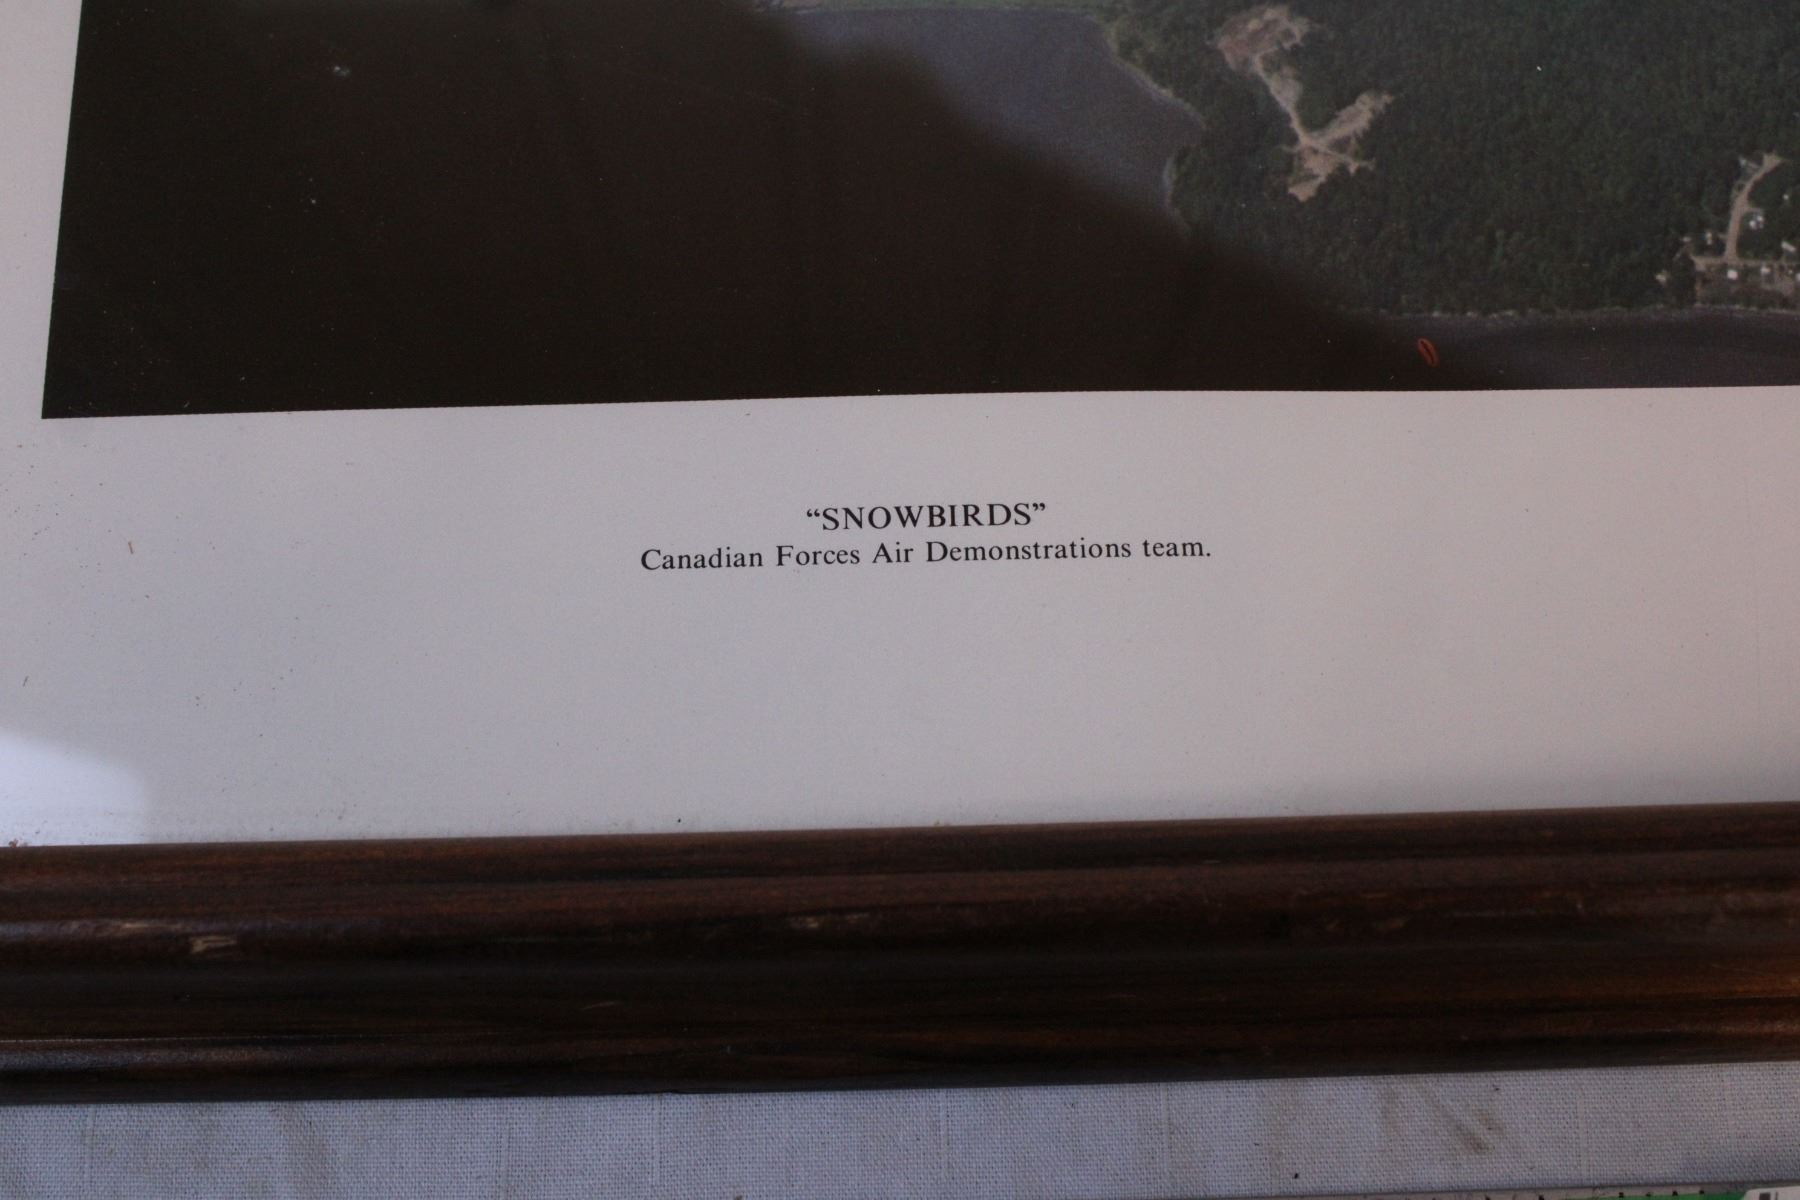 “SNOWBIRDS”
Canadian Forces Air Demonstrations team.